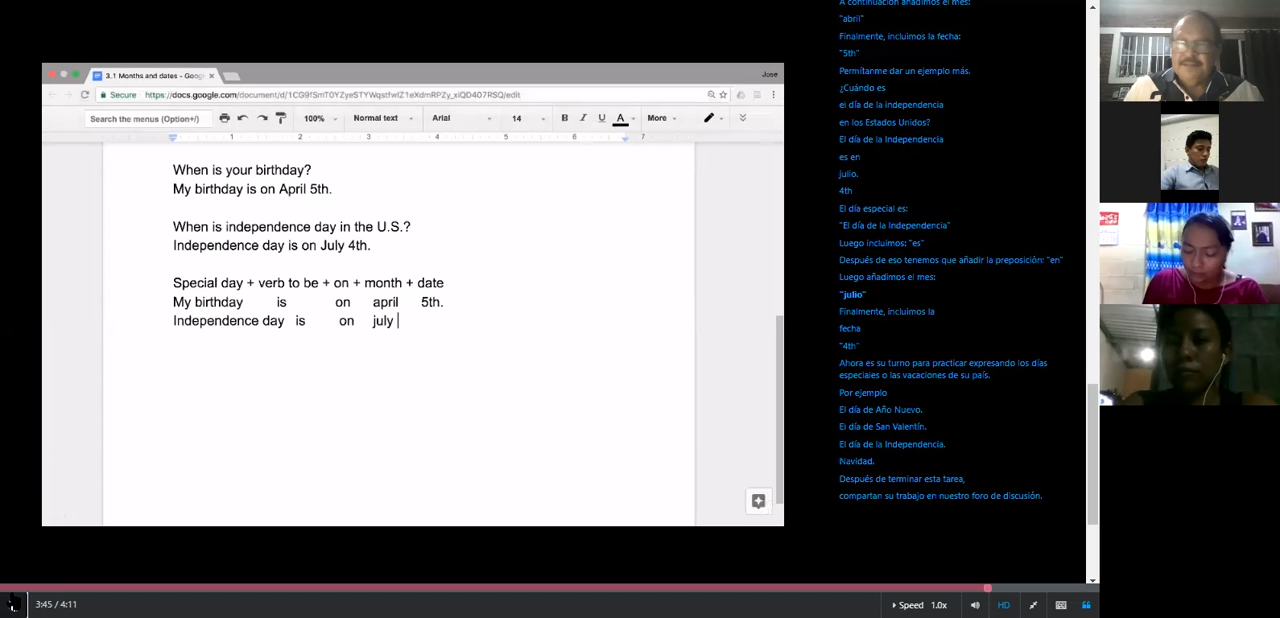 A continuación añadimos el mes:
"abril"
Finalmente, incluimos la fecha:
"5th"
Permítanme dar un ejemplo más.
¿Cuándo es
el día de la independencia
en los Estados Unidos?
El día de la Independencia
es en
julio.
4th
El día especial es:
"El día de la Independencia"
Luego incluimos: "es"
Después de eso tenemos que añadir la preposición: "en"
Luego añadimos el mes:
"julio"
Finalmente, incluimos la
fecha
"4th"
Ahora es su turno para practicar expresando los días
especiales o las vacaciones de su país.
Por ejemplo
El día de Año Nuevo.
El día de San Valentín.
El día de la Independencia.
Navidad.
Después de terminar esta tarea,
compartan su trabajo en nuestro foro de discusión.
3.1 Months and dates - Goog
Jose
Secure
Search the menus (Option+/)
100%
Normal text
Arial
14
B I U A
More
1 2 3 4 5 6 7
When is your birthday?
My birthday is on April 5th.
When is independence day in the U.S.?
Independence day is on July 4th.
Special day + verb to be + on + month + date
My birthday is on april 5th.
Independence day is on july
3:45 / 4:11
Speed 1.0x
HD